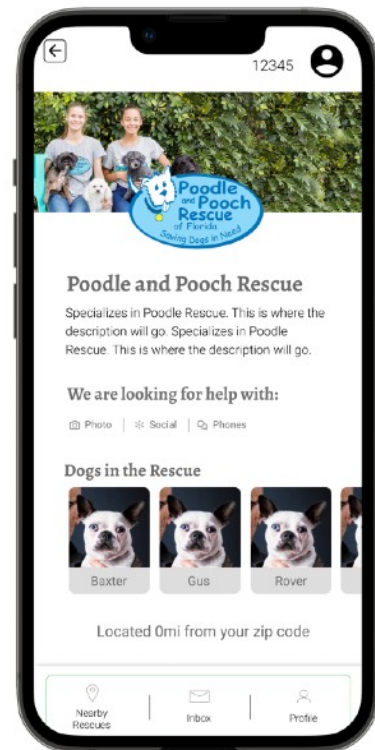 12345
Poodle
and Pooch
Rescue
of Florida
Saving Dogs in Need
Poodle and Pooch Rescue
Specializes in Poodle Rescue. This is where the
description will go. Specializes in Poodle
Rescue. This is where the description will go.
We are looking for help with:
Photo | Social | Phones
Dogs in the Rescue
Baxter Gus Rover
Located 0mi from your zip code
Nearby
Rescues | Inbox | Profile